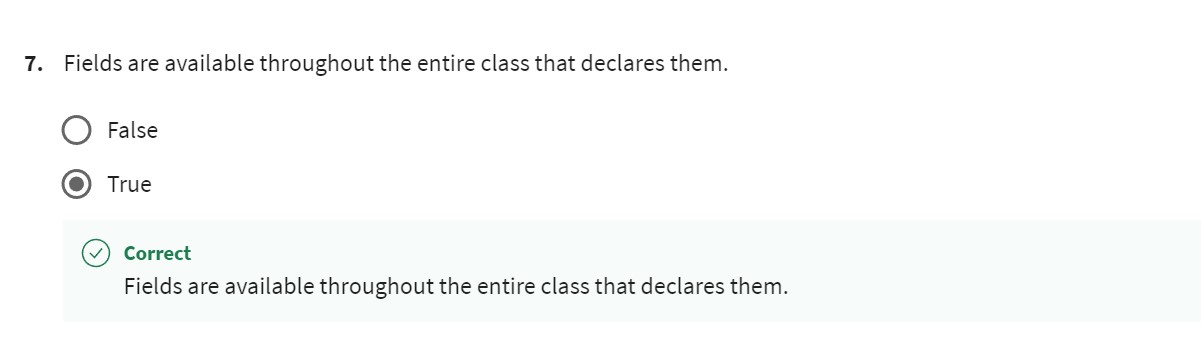 7. Fields are available throughout the entire class that declares them.
False
True
Correct
Fields are available throughout the entire class that declares them.